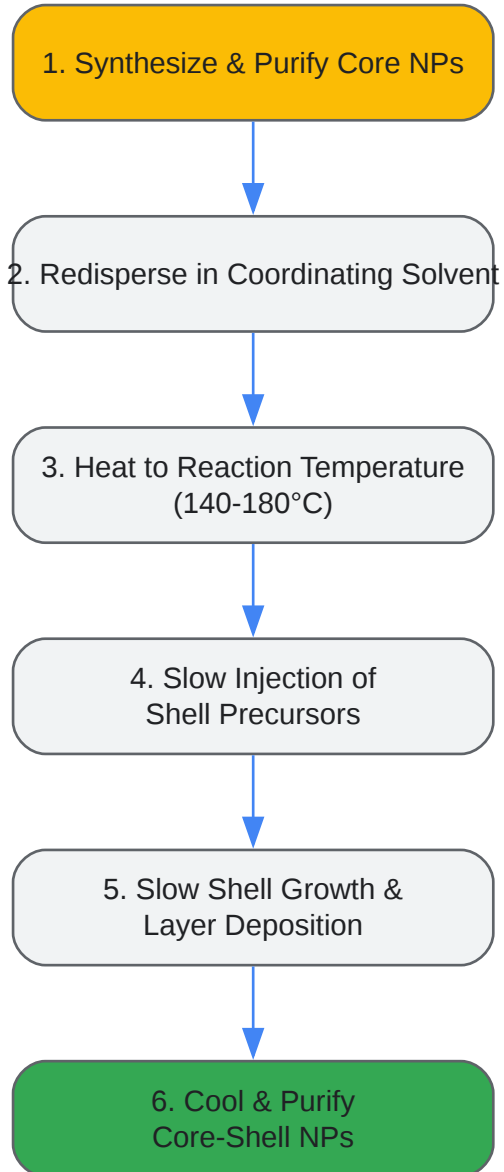 1. Synthesize & Purify Core NPs
2. Redisperse in Coordinating Solvent
3. Heat to Reaction Temperature
(140-180°C)
4. Slow Injection of
Shell Precursors
5. Slow Shell Growth &
Layer Deposition
6. Cool & Purify
Core-Shell NPs